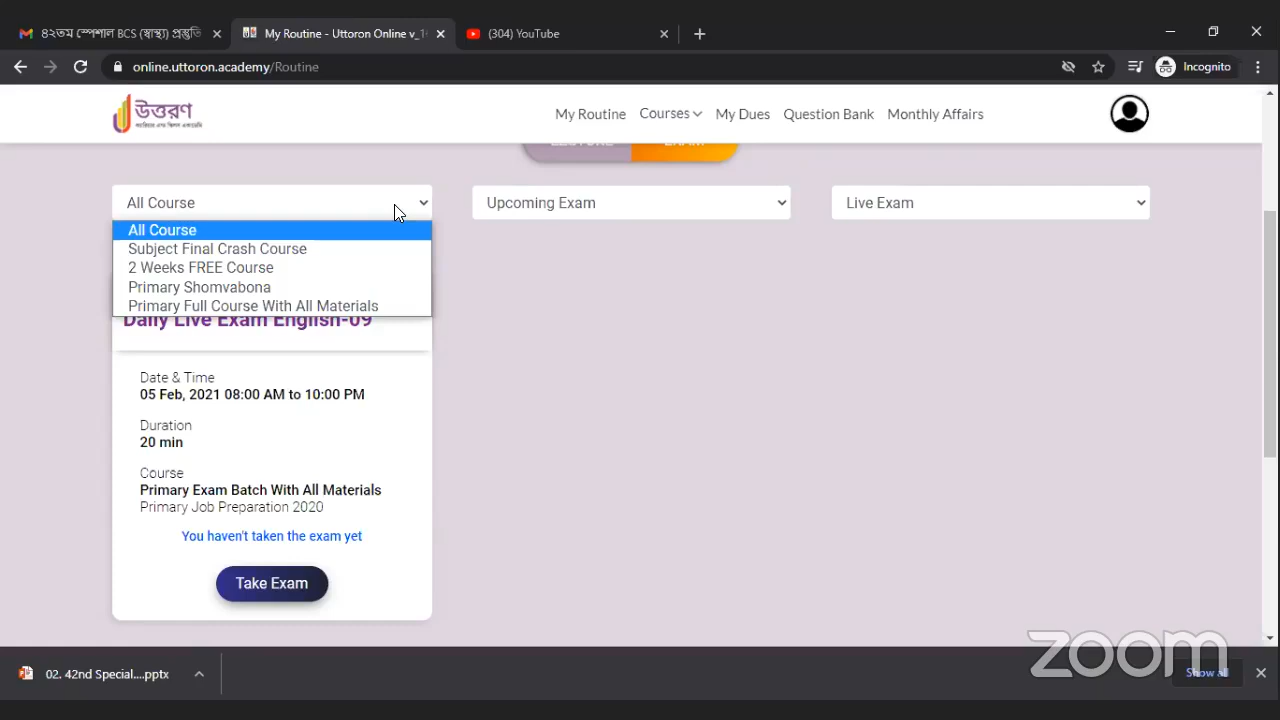 ৪২তম স্পেশাল BCS (স্বাস্থ্য) প্রস্তুতি
My Routine - Uttoron Online v_1
(304) YouTube
online.uttoron.academy/Routine
Incognito
উত্তরণ
My Routine
Courses
My Dues
Question Bank
Monthly Affairs
All Course
Upcoming Exam
Live Exam
All Course
Subject Final Crash Course
2 Weeks FREE Course
Primary Shomvabona
Primary Full Course With All Materials
Daily Live Exam English-09
Date & Time
05 Feb, 2021 08:00 AM to 10:00 PM
Duration
20 min
Course
Primary Exam Batch With All Materials
Primary Job Preparation 2020
You haven't taken the exam yet
Take Exam
02. 42nd Special....pptx
zoom
Show all